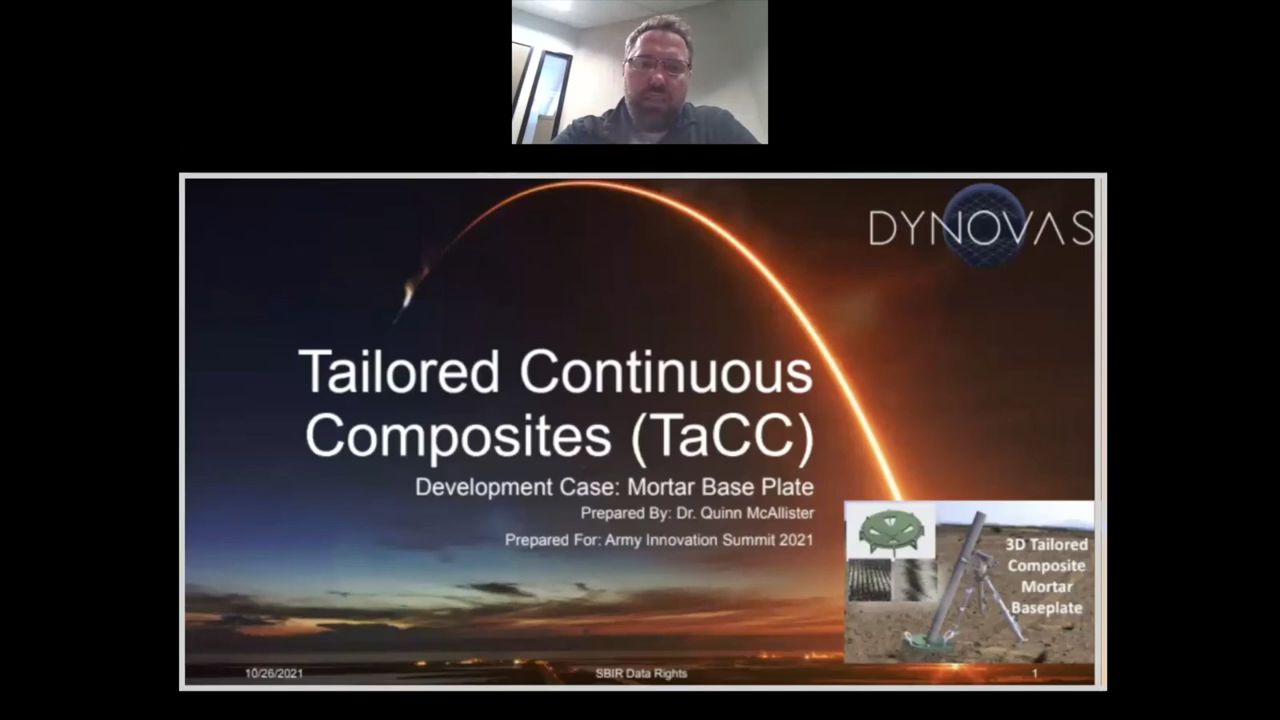 DYNOVAS
Tailored Continuous
Composites (TaCC)
Development Case: Mortar Base Plate
Prepared By: Dr. Quinn McAllister
Prepared For: Army Innovation Summit 2021
3D Tailored
Composite
Mortar
Baseplate
10/26/2021
SBIR Data Rights
1